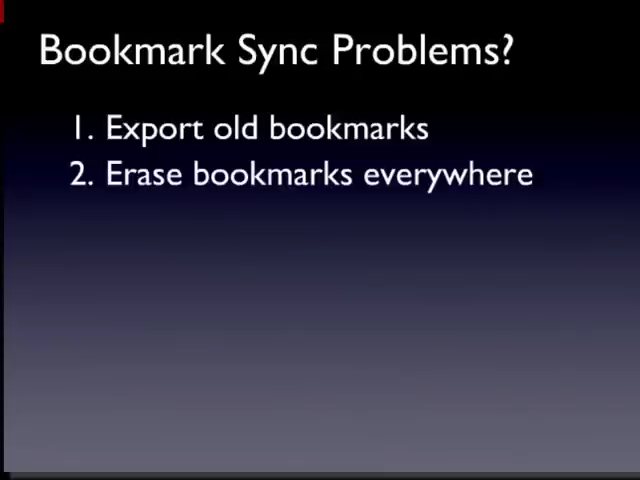 Bookmark Sync Problems?
1. Export old bookmarks
2. Erase bookmarks everywhere